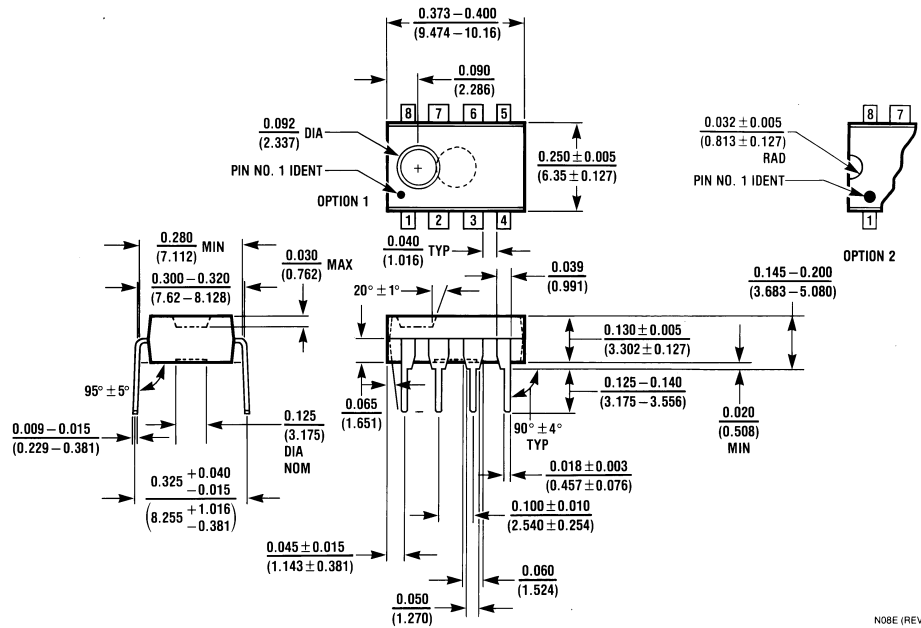 0.373 – 0.400
(9.474 – 10.16)
0.090
(2.286)
8 7 6 5
0.092 DIA
(2.337)
PIN NO. 1 IDENT
OPTION 1
1 2 3 4
0.250 ± 0.005
(6.35 ± 0.127)
8 7
0.032 ± 0.005
(0.813 ± 0.127)
RAD
PIN NO. 1 IDENT
1
OPTION 2
0.280 MIN
(7.112)
0.300 – 0.320
(7.62 – 8.128)
0.030 MAX
(0.762)
0.040 TYP
(1.016)
0.039
(0.991)
20° ± 1°
0.145 – 0.200
(3.683 – 5.080)
0.130 ± 0.005
(3.302 ± 0.127)
0.125 – 0.140
(3.175 – 3.556)
0.020
(0.508)
MIN
95° ± 5°
0.009 – 0.015
(0.229 – 0.381)
0.125
(3.175)
DIA
NOM
0.065
(1.651)
90° ± 4°
TYP
0.018 ± 0.003
(0.457 ± 0.076)
0.325 +0.040
–0.015
(8.255 +1.016
–0.381)
0.100 ± 0.010
(2.540 ± 0.254)
0.045 ± 0.015
(1.143 ± 0.381)
0.060
(1.524)
0.050
(1.270)
N08E (REV